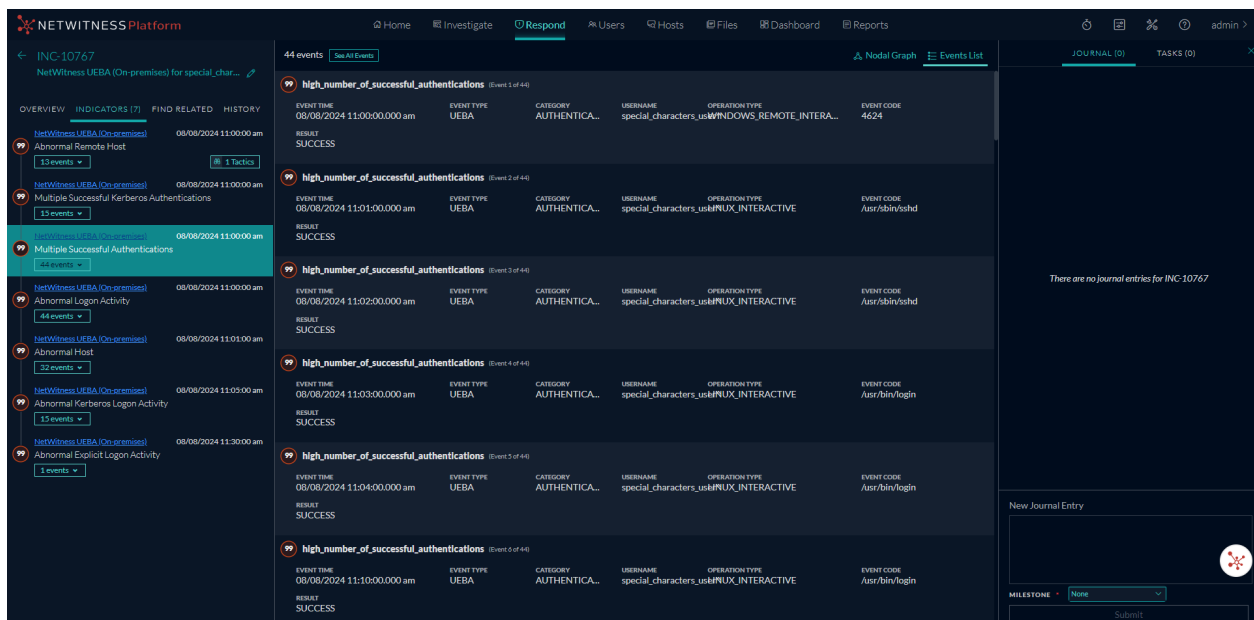 NETWITNESS Platform
Home Investigate Respond Users Hosts Files Dashboard Reports admin >
INC-10767
NetWitness UEBA (On-premises) for special_char...
OVERVIEW INDICATORS (7) FIND RELATED HISTORY
NetWitness UEBA (On-premises) 08/08/2024 11:00:00 am
99 Abnormal Remote Host
13 events 1 Tactics
NetWitness UEBA (On-premises) 08/08/2024 11:00:00 am
99 Multiple Successful Kerberos Authentications
15 events
NetWitness UEBA (On-premises) 08/08/2024 11:00:00 am
99 Multiple Successful Authentications
44 events
NetWitness UEBA (On-premises) 08/08/2024 11:00:00 am
99 Abnormal Logon Activity
44 events
NetWitness UEBA (On-premises) 08/08/2024 11:01:00 am
99 Abnormal Host
32 events
NetWitness UEBA (On-premises) 08/08/2024 11:05:00 am
99 Abnormal Kerberos Logon Activity
15 events
NetWitness UEBA (On-premises) 08/08/2024 11:30:00 am
99 Abnormal Explicit Logon Activity
1 events
44 events See All Events Nodal Graph Events List
99 high_number_of_successful_authentications (Event 1 of 44)
EVENT TIME EVENT TYPE CATEGORY USERNAME OPERATION TYPE EVENT CODE
08/08/2024 11:00:00.000 am UEBA AUTHENTICA... WINDOWS_REMOTE_INTERA... 4624
RESULT
SUCCESS
99 high_number_of_successful_authentications (Event 2 of 44)
EVENT TIME EVENT TYPE CATEGORY USERNAME OPERATION TYPE EVENT CODE
08/08/2024 11:01:00.000 am UEBA AUTHENTICA... LINUX_INTERACTIVE /usr/sbin/sshd
RESULT
SUCCESS
99 high_number_of_successful_authentications (Event 3 of 44)
EVENT TIME EVENT TYPE CATEGORY USERNAME OPERATION TYPE EVENT CODE
08/08/2024 11:02:00.000 am UEBA AUTHENTICA... LINUX_INTERACTIVE /usr/sbin/sshd
RESULT
SUCCESS
99 high_number_of_successful_authentications (Event 4 of 44)
EVENT TIME EVENT TYPE CATEGORY USERNAME OPERATION TYPE EVENT CODE
08/08/2024 11:03:00.000 am UEBA AUTHENTICA... LINUX_INTERACTIVE /usr/bin/login
RESULT
SUCCESS
99 high_number_of_successful_authentications (Event 5 of 44)
EVENT TIME EVENT TYPE CATEGORY USERNAME OPERATION TYPE EVENT CODE
08/08/2024 11:04:00.000 am UEBA AUTHENTICA... LINUX_INTERACTIVE /usr/bin/login
RESULT
SUCCESS
99 high_number_of_successful_authentications (Event 6 of 44)
EVENT TIME EVENT TYPE CATEGORY USERNAME OPERATION TYPE EVENT CODE
08/08/2024 11:10:00.000 am UEBA AUTHENTICA... LINUX_INTERACTIVE /usr/bin/login
RESULT
SUCCESS
JOURNAL (0) TASKS (0)
There are no journal entries for INC-10767
New Journal Entry
MILESTONE * None
Submit